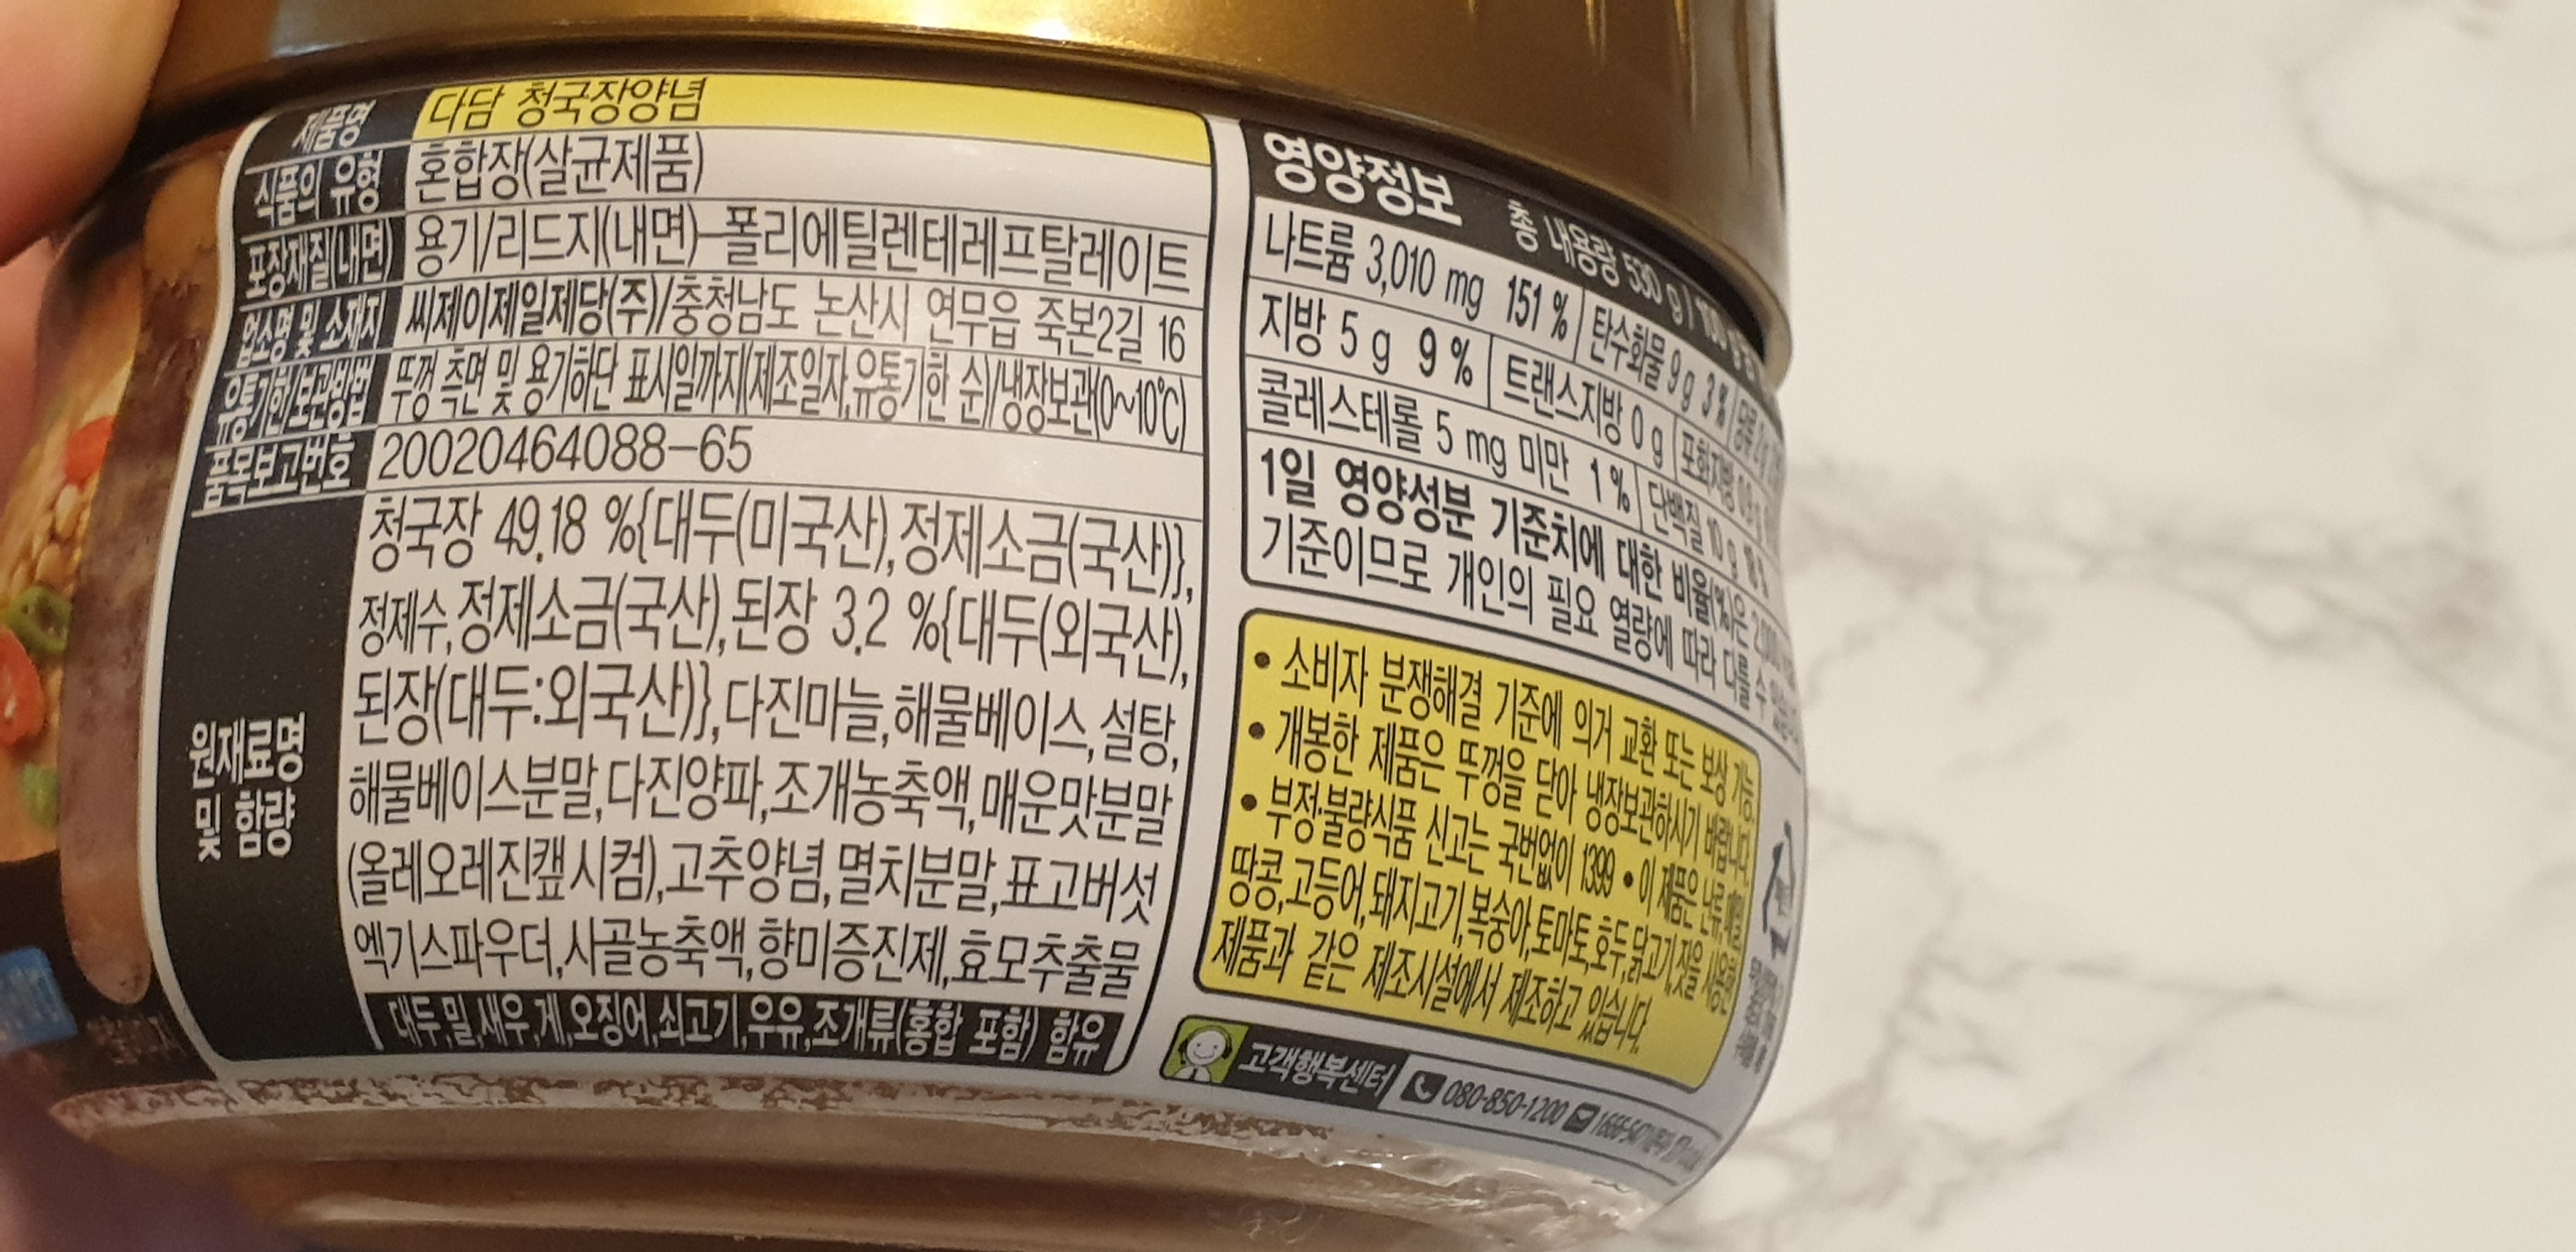 제품명 다담 청국장양념
식품의 유형 혼합장(살균제품)
포장재질(내면) 용기/리드지(내면)-폴리에틸렌테레프탈레이트
업소명 및 소재지 씨제이제일제당(주)/충청남도 논산시 연무읍 죽본2길 16
유통기한/보관방법 뚜껑 측면 및 용기하단 표시일까지(제조일자,유통기한 순)/냉장보관(0~10℃)
품목보고번호 20020464088-65
원재료명
및 함량
청국장 49.18 %{대두(미국산),정제소금(국산)},
정제수,정제소금(국산),된장 3.2 %{대두(외국산),
된장(대두:외국산)},다진마늘,해물베이스,설탕,
해물베이스분말,다진양파,조개농축액,매운맛분말
(올레오레진캪시컴),고추양념,멸치분말,표고버섯
엑기스파우더,사골농축액,향미증진제,효모추출물
대두,밀,새우,게,오징어,쇠고기,우유,조개류(홍합 포함) 함유
영양정보 총 내용량 530 g
나트륨 3,010 mg 151 % 탄수화물 9 g 3 %
지방 5 g 9 % 트랜스지방 0 g 포화지방
콜레스테롤 5 mg 미만 1 % 단백질 10 g
1일 영양성분 기준치에 대한 비율(%)은
기준이므로 개인의 필요 열량에 따라 다를 수
• 소비자 분쟁해결 기준에 의거 교환 또는 보상 가능
• 개봉한 제품은 뚜껑을 닫아 냉장보관하시기 바랍니다.
• 부정·불량식품 신고는 국번없이 1399 • 이 제품은 난류,메밀,
땅콩,고등어,돼지고기,복숭아,토마토,호두,닭고기,잣을 사용한
제품과 같은 제조시설에서 제조하고 있습니다.
고객행복센터 080-850-1200